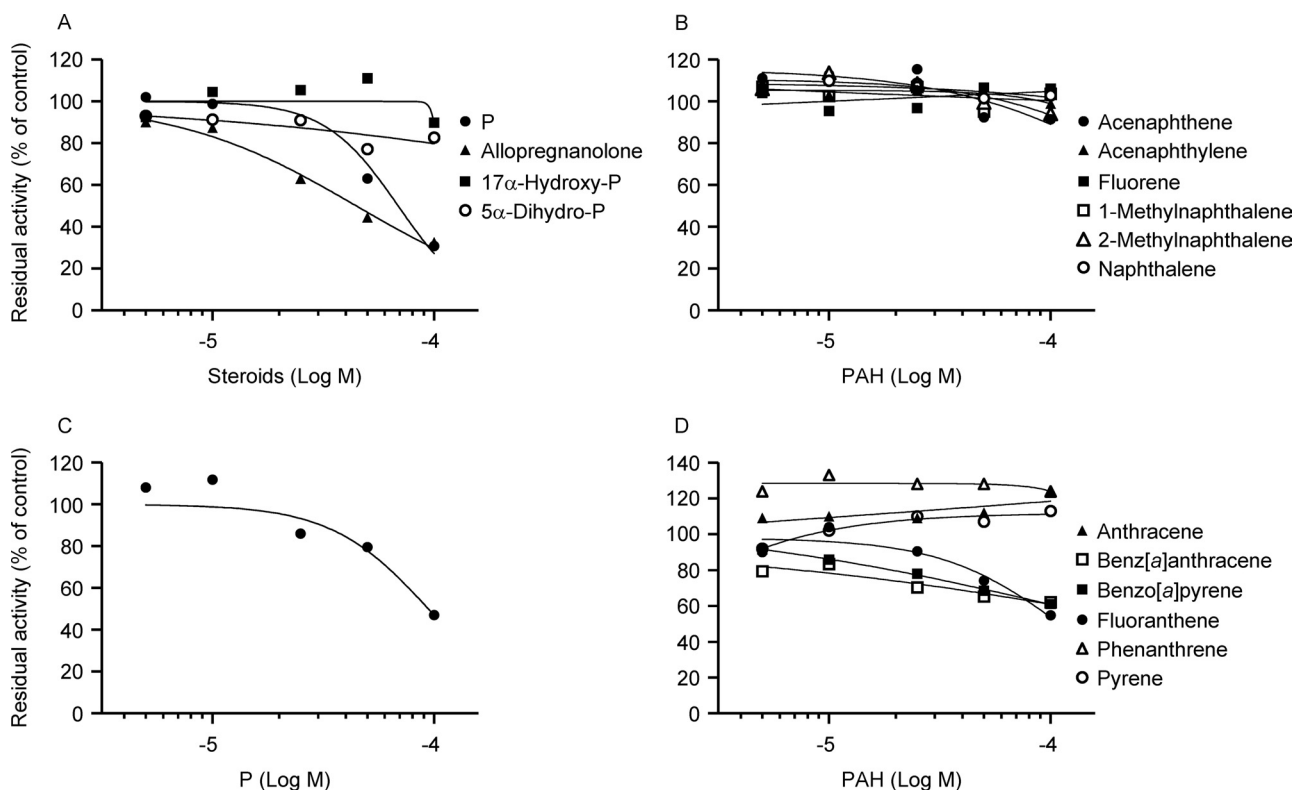 A
Residual activity (% of control)
120
100
80
60
40
20
0
-5
-4
Steroids (Log M)
P
Allopregnanolone
17α-Hydroxy-P
5α-Dihydro-P
B
120
100
80
60
40
20
0
-5
-4
PAH (Log M)
Acenaphthene
Acenaphthylene
Fluorene
1-Methylnaphthalene
2-Methylnaphthalene
Naphthalene
C
Residual activity (% of control)
120
100
80
60
40
20
0
-5
-4
P (Log M)
D
140
120
100
80
60
40
20
0
-5
-4
PAH (Log M)
Anthracene
Benz[a]anthracene
Benzo[a]pyrene
Fluoranthene
Phenanthrene
Pyrene